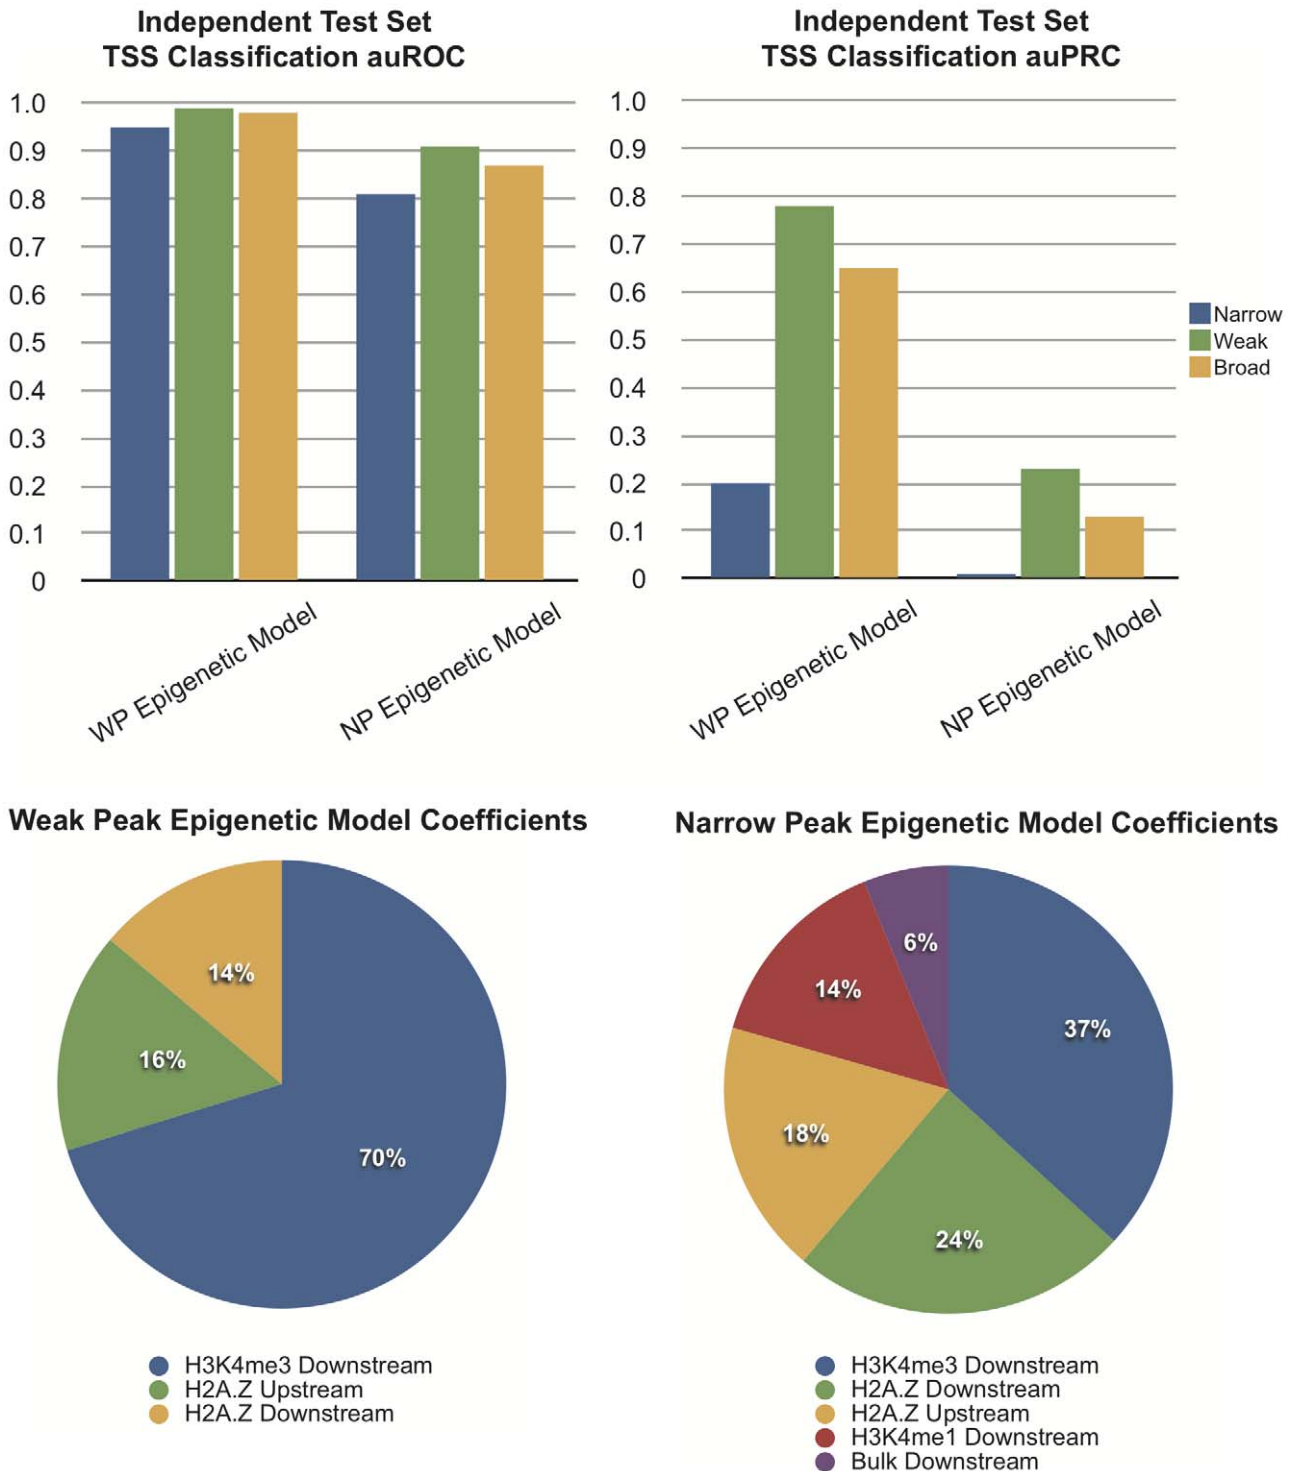 Independent Test Set
TSS Classification auROC
1.0
0.9
0.8
0.7
0.6
0.5
0.4
0.3
0.2
0.1
0
WP Epigenetic Model
NP Epigenetic Model
Independent Test Set
TSS Classification auPRC
1.0
0.9
0.8
0.7
0.6
0.5
0.4
0.3
0.2
0.1
0
WP Epigenetic Model
NP Epigenetic Model
Narrow
Weak
Broad
Weak Peak Epigenetic Model Coefficients
14%
16%
70%
H3K4me3 Downstream
H2A.Z Upstream
H2A.Z Downstream
Narrow Peak Epigenetic Model Coefficients
6%
14%
37%
18%
24%
H3K4me3 Downstream
H2A.Z Downstream
H2A.Z Upstream
H3K4me1 Downstream
Bulk Downstream